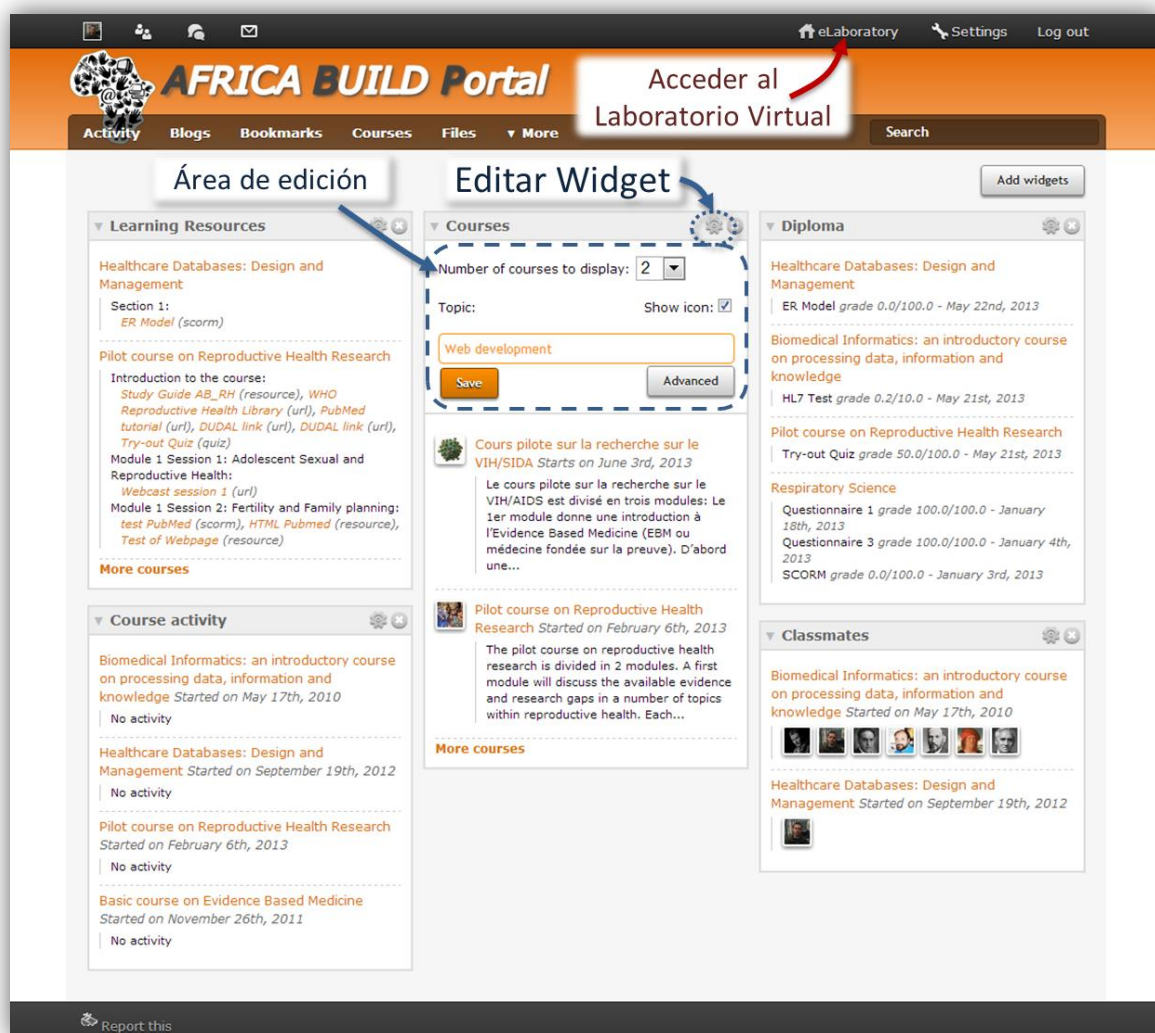 eLaboratory
Settings
Log out
AFRICA BUILD Portal
Acceder al
Laboratorio Virtual
Activity
Blogs
Bookmarks
Courses
Files
▾ More
Search
Área de edición
Editar Widget
Add widgets
Learning Resources
Healthcare Databases: Design and
Management
Section 1:
ER Model (scorm)
Pilot course on Reproductive Health Research
Introduction to the course:
Study Guide AB_RH (resource), WHO
Reproductive Health Library (url), PubMed
tutorial (url), DUDAL link (url), DUDAL link (url),
Try-out Quiz (quiz)
Module 1 Session 1: Adolescent Sexual and
Reproductive Health:
Webcast session 1 (url)
Module 1 Session 2: Fertility and Family planning:
test PubMed (scorm), HTML Pubmed (resource),
Test of Webpage (resource)
More courses
Course activity
Biomedical Informatics: an introductory course
on processing data, information and
knowledge Started on May 17th, 2010
No activity
Healthcare Databases: Design and
Management Started on September 19th, 2012
No activity
Pilot course on Reproductive Health Research
Started on February 6th, 2013
No activity
Basic course on Evidence Based Medicine
Started on November 26th, 2011
No activity
Courses
Number of courses to display: 2
Topic:
Show icon:
Web development
Save
Advanced
Cours pilote sur la recherche sur le
VIH/SIDA Starts on June 3rd, 2013
Le cours pilote sur la recherche sur le
VIH/AIDS est divisé en trois modules: Le
1er module donne une introduction à
l'Evidence Based Medicine (EBM ou
médecine fondée sur la preuve). D´abord
une...
Pilot course on Reproductive Health
Research Started on February 6th, 2013
The pilot course on reproductive health
research is divided in 2 modules. A first
module will discuss the available evidence
and research gaps in a number of topics
within reproductive health. Each...
More courses
Diploma
Healthcare Databases: Design and
Management
ER Model grade 0.0/100.0 - May 22nd, 2013
Biomedical Informatics: an introductory course
on processing data, information and
knowledge
HL7 Test grade 0.2/10.0 - May 21st, 2013
Pilot course on Reproductive Health Research
Try-out Quiz grade 50.0/100.0 - May 21st, 2013
Respiratory Science
Questionnaire 1 grade 100.0/100.0 - January
18th, 2013
Questionnaire 3 grade 100.0/100.0 - January 4th,
2013
SCORM grade 0.0/100.0 - January 3rd, 2013
Classmates
Biomedical Informatics: an introductory course
on processing data, information and
knowledge Started on May 17th, 2010
Healthcare Databases: Design and
Management Started on September 19th, 2012
Report this